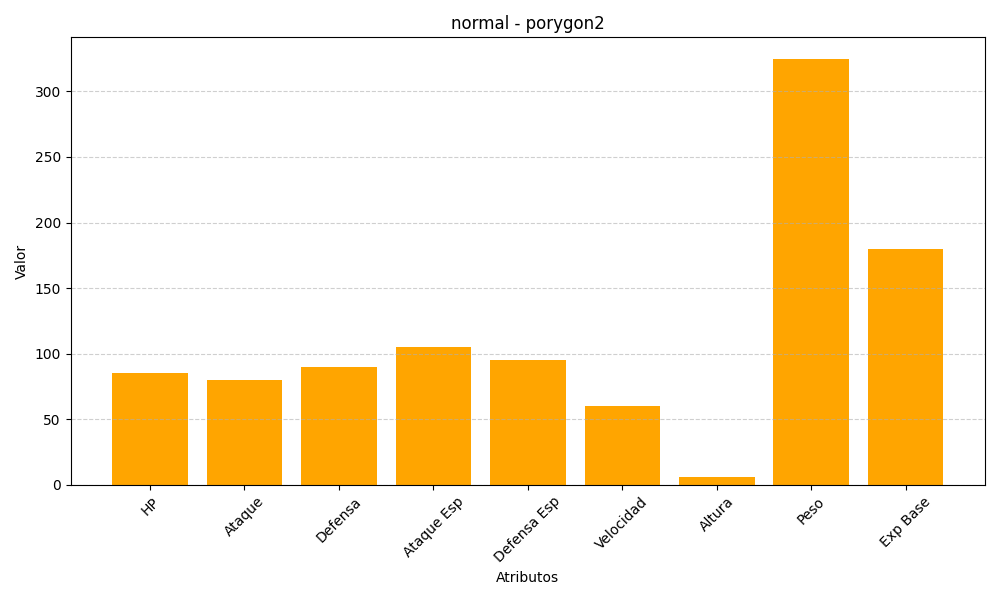 normal - porygon2
Valor
300
250
200
150
100
50
0
HP
Ataque
Defensa
Ataque Esp
Defensa Esp
Velocidad
Altura
Peso
Exp Base
Atributos